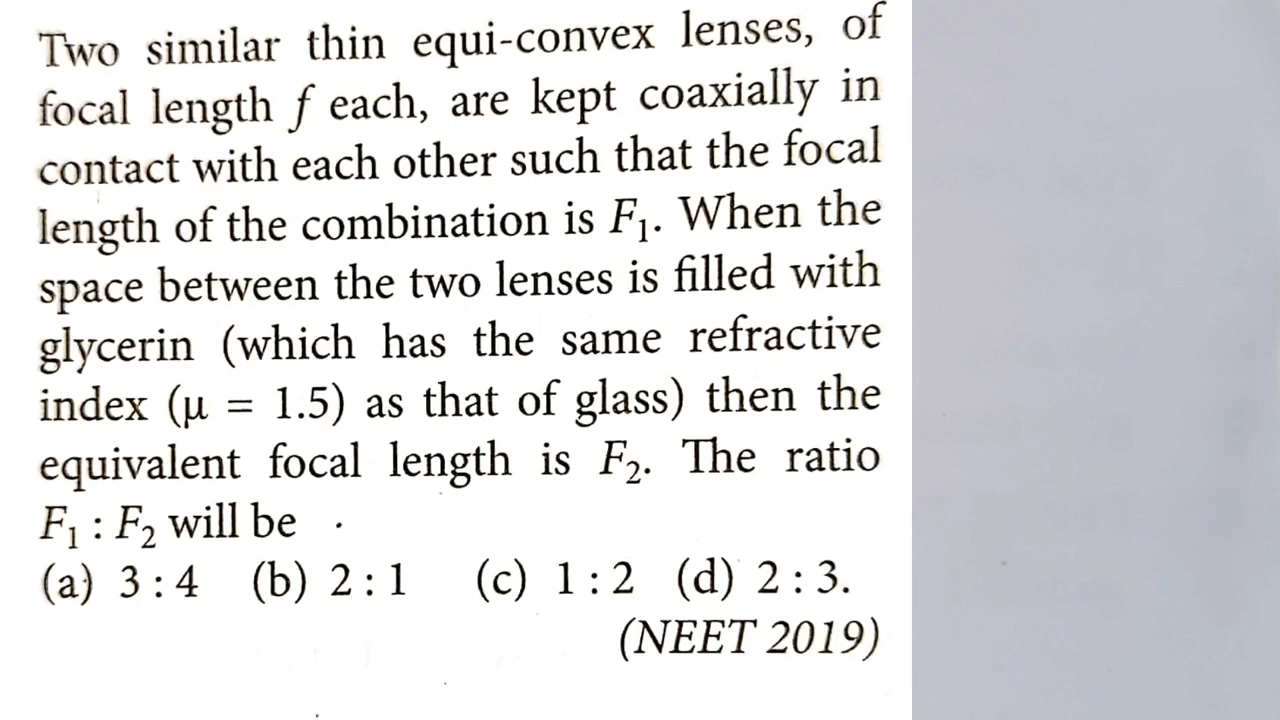 Two similar thin equi-convex lenses, of
focal length f each, are kept coaxially in
contact with each other such that the focal
length of the combination is F₁. When the
space between the two lenses is filled with
glycerin (which has the same refractive
index (μ = 1.5) as that of glass) then the
equivalent focal length is F₂. The ratio
F₁ : F₂ will be
(a) 3 : 4 (b) 2 : 1 (c) 1 : 2 (d) 2 : 3.
(NEET 2019)